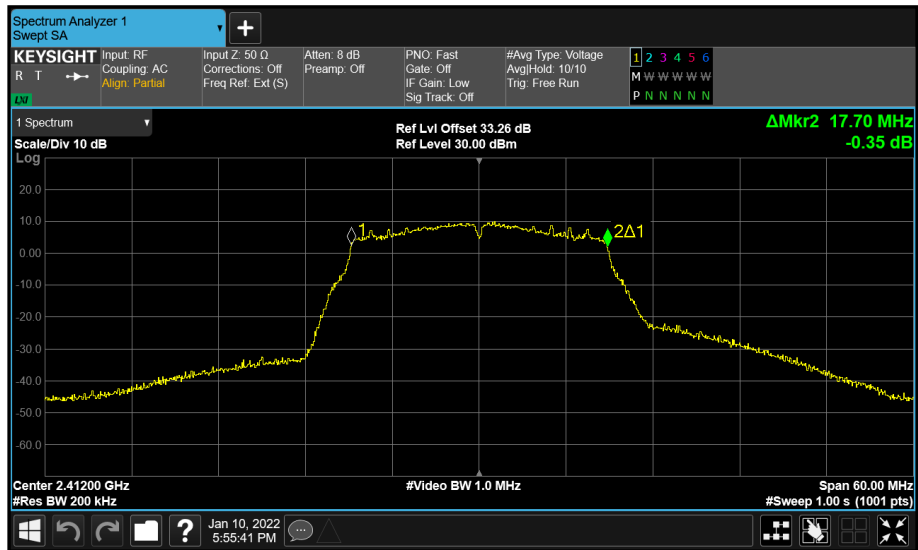 Spectrum Analyzer 1
Swept SA
KEYSIGHT
R T
LXI
Input: RF
Coupling: AC
Align: Partial
Input Z: 50 Ω
Corrections: Off
Freq Ref: Ext (S)
Atten: 8 dB
Preamp: Off
PNO: Fast
Gate: Off
IF Gain: Low
Sig Track: Off
#Avg Type: Voltage
Avg|Hold: 10/10
Trig: Free Run
1 2 3 4 5 6
M W W W W W
P N N N N N
1 Spectrum
Scale/Div 10 dB
Ref Lvl Offset 33.26 dB
Ref Level 30.00 dBm
ΔMkr2 17.70 MHz
-0.35 dB
Log
20.0
10.0
0.00
-10.0
-20.0
-30.0
-40.0
-50.0
-60.0
1
2Δ1
Center 2.41200 GHz
#Res BW 200 kHz
#Video BW 1.0 MHz
Span 60.00 MHz
#Sweep 1.00 s (1001 pts)
Jan 10, 2022
5:55:41 PM